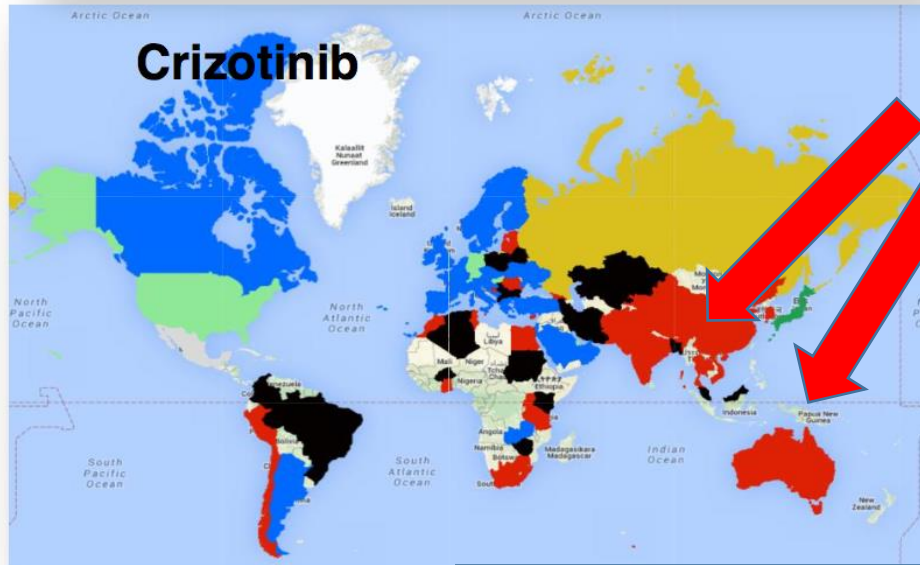 Arctic Ocean
Arctic Ocean
Crizotinib
Kalaallit
Nunaat
Greenland
Island
Iceland
North
Pacific
Ocean
North
Atlantic
Ocean
Libya
Mali
Niger
Nigeria
Ethiopia
Indonesia
Papua New
Guinea
Bolivia
Angola
Namibia
Madagasikara
Madagascar
South
Pacific
Ocean
South
Atlantic
Ocean
Indian
Ocean
New
Zealand